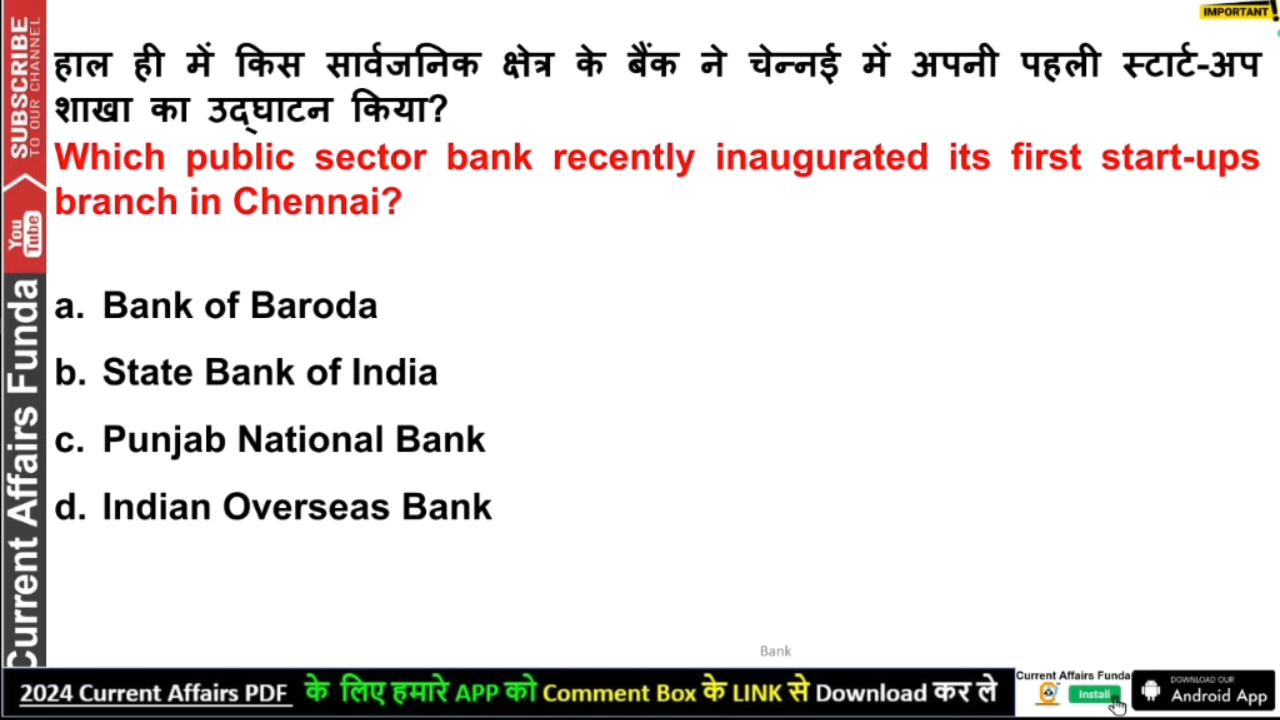 IMPORTANT!
हाल ही में किस सार्वजनिक क्षेत्र के बैंक ने चेन्नई में अपनी पहली स्टार्ट-अप
शाखा का उद्घाटन किया?
Which public sector bank recently inaugurated its first start-ups
branch in Chennai?
a. Bank of Baroda
b. State Bank of India
c. Punjab National Bank
d. Indian Overseas Bank
SUBSCRIBE
TO OUR CHANNEL
You
Tube
Current Affairs Funda
Bank
2024 Current Affairs PDF के लिए हमारे APP को Comment Box के LINK से Download कर ले
Current Affairs Funda
Install
DOWNLOAD OUR
Android App